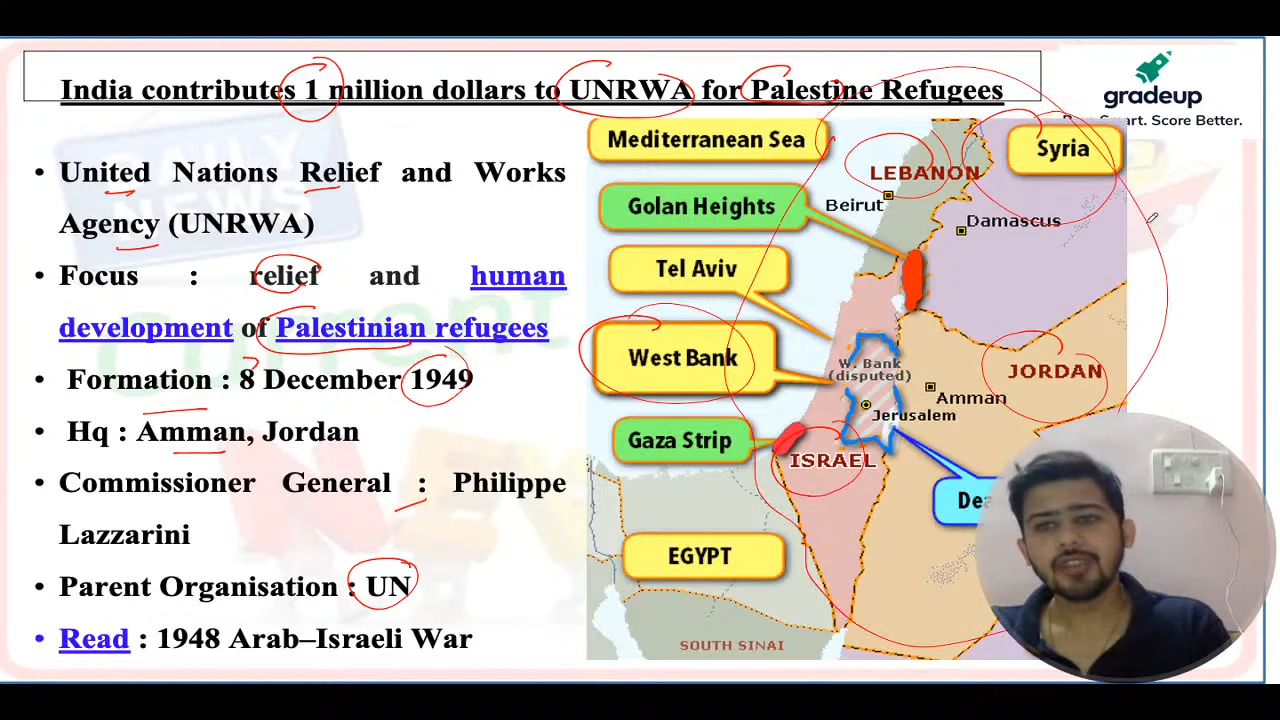 India contributes 1 million dollars to UNRWA for Palestine Refugees
gradeup
Smart. Score Better.
• United Nations Relief and Works
Agency (UNRWA)
• Focus : relief and human
development of Palestinian refugees
• Formation : 8 December 1949
• Hq : Amman, Jordan
• Commissioner General : Philippe
Lazzarini
• Parent Organisation : UN
• Read : 1948 Arab–Israeli War
Mediterranean Sea
Syria
LEBANON
Golan Heights
Beirut
Damascus
Tel Aviv
West Bank
W. Bank
(disputed)
JORDAN
Amman
Jerusalem
Gaza Strip
ISRAEL
EGYPT
SOUTH SINAI